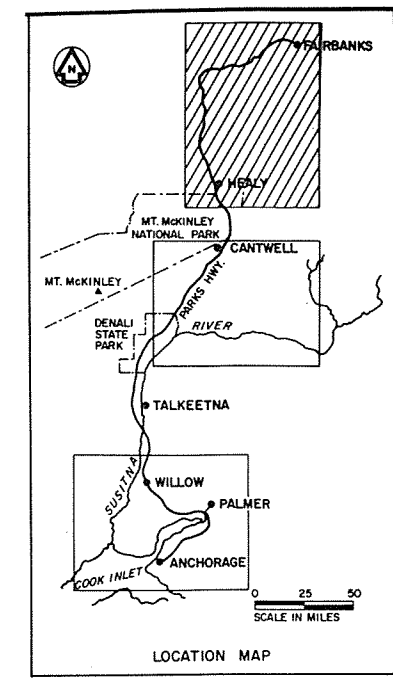 N
FAIRBANKS
HEALY
MT. McKINLEY
NATIONAL PARK
CANTWELL
MT. McKINLEY
PARKS HWY.
DENALI
STATE
PARK
RIVER
TALKEETNA
SUSITNA
WILLOW
PALMER
ANCHORAGE
COOK INLET
0 25 50
SCALE IN MILES
LOCATION MAP